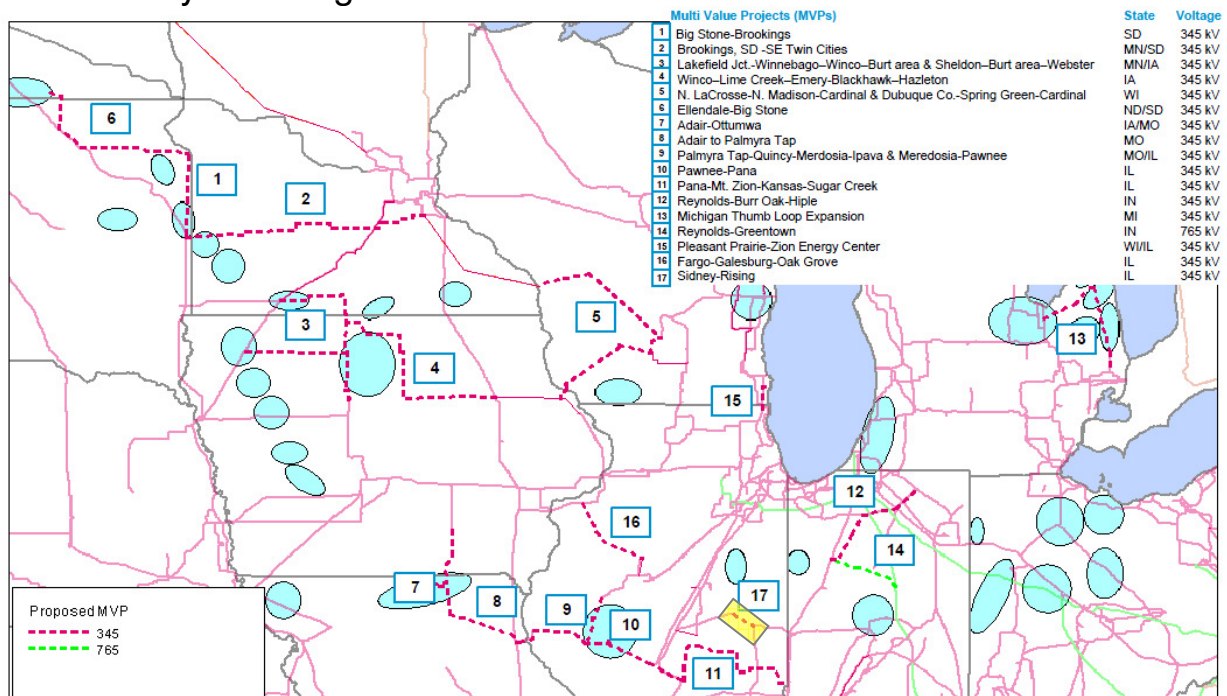 Multi Value Projects (MVPs) State Voltage
1 Big Stone-Brookings SD 345 kV
2 Brookings, SD -SE Twin Cities MN/SD 345 kV
3 Lakefield Jct.-Winnebago–Winco–Burt area & Sheldon–Burt area–Webster MN/IA 345 kV
4 Winco–Lime Creek–Emery-Blackhawk–Hazleton IA 345 kV
5 N. LaCrosse-N. Madison-Cardinal & Dubuque Co.-Spring Green-Cardinal WI 345 kV
6 Ellendale-Big Stone ND/SD 345 kV
7 Adair-Ottumwa IA/MO 345 kV
8 Adair to Palmyra Tap MO 345 kV
9 Palmyra Tap-Quincy-Merdosia-Ipava & Meredosia-Pawnee MO/IL 345 kV
10 Pawnee-Pana IL 345 kV
11 Pana-Mt. Zion-Kansas-Sugar Creek IL 345 kV
12 Reynolds-Burr Oak-Hiple IN 345 kV
13 Michigan Thumb Loop Expansion MI 345 kV
14 Reynolds-Greentown IN 765 kV
15 Pleasant Prairie-Zion Energy Center WI/IL 345 kV
16 Fargo-Galesburg-Oak Grove IL 345 kV
17 Sidney-Rising IL 345 kV
6
1
2
3
5
13
4
15
12
16
14
7
8
9
10
17
11
Proposed MVP
345
765